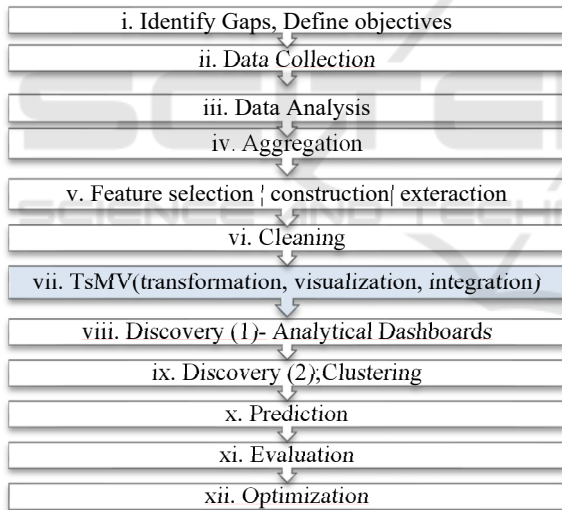 i. Identify Gaps, Define objectives
ii. Data Collection
iii. Data Analysis
iv. Aggregation
v. Feature selection ¦ construction| exteraction
vi. Cleaning
vii. TsMV(transformation, visualization, integration)
viii. Discovery (1)- Analytical Dashboards
ix. Discovery (2);Clustering
x. Prediction
xi. Evaluation
xii. Optimization